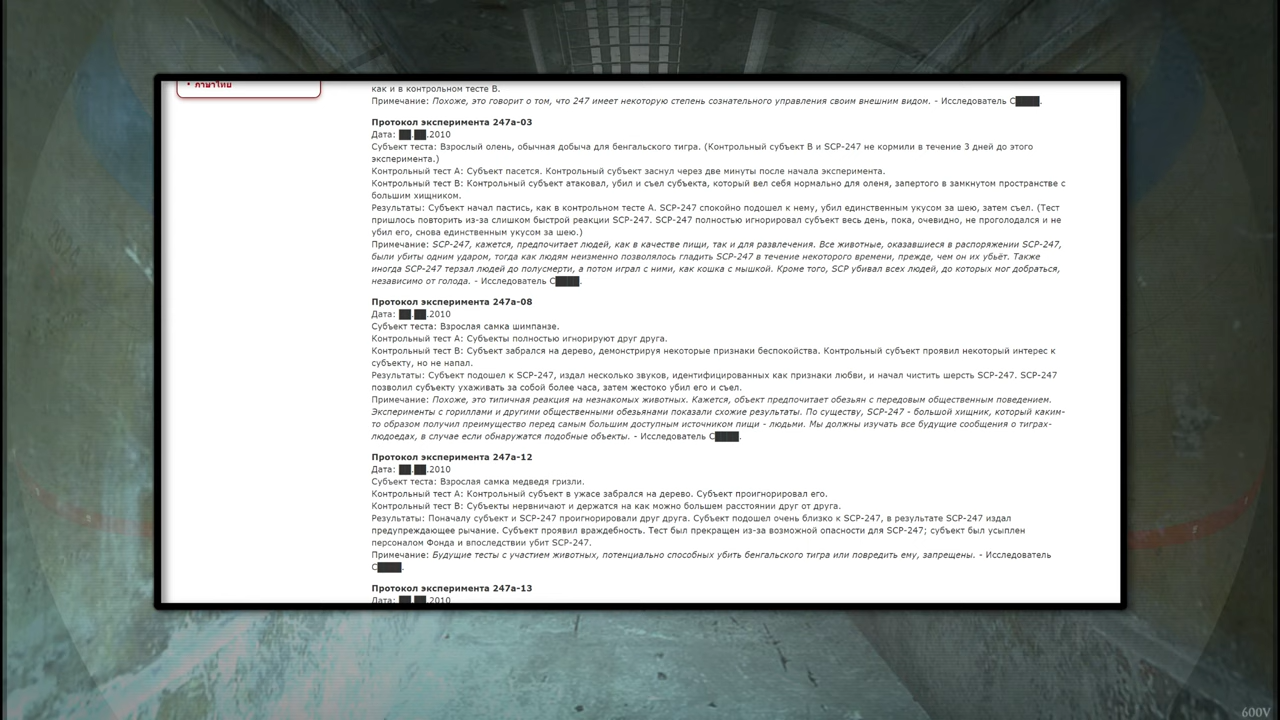 • ภาษาไทย
как и в контрольном тесте B.
Примечание: Похоже, это говорит о том, что 247 имеет некоторую степень сознательного управления своим внешним видом. - Исследователь С████.
Протокол эксперимента 247a-03
Дата: ██.██.2010
Субъект теста: Взрослый олень, обычная добыча для бенгальского тигра. (Контрольный субъект B и SCP-247 не кормили в течение 3 дней до этого
эксперимента.)
Контрольный тест A: Субъект пасется. Контрольный субъект заснул через две минуты после начала эксперимента.
Контрольный тест B: Контрольный субъект атаковал, убил и съел субъекта, который вел себя нормально для оленя, запертого в замкнутом пространстве с
большим хищником.
Результаты: Субъект начал пастись, как в контрольном тесте A. SCP-247 спокойно подошел к нему, убил единственным укусом за шею, затем съел. (Тест
пришлось повторить из-за слишком быстрой реакции SCP-247. SCP-247 полностью игнорировал субъект весь день, пока, очевидно, не проголодался и не
убил его, снова единственным укусом за шею.)
Примечание: SCP-247, кажется, предпочитает людей, как в качестве пищи, так и для развлечения. Все животные, оказавшиеся в распоряжении SCP-247,
были убиты одним ударом, тогда как людям неизменно позволялось гладить SCP-247 в течение некоторого времени, прежде, чем он их убьёт. Также
иногда SCP-247 терзал людей до полусмерти, а потом играл с ними, как кошка с мышкой. Кроме того, SCP убивал всех людей, до которых мог добраться,
независимо от голода. - Исследователь С████.
Протокол эксперимента 247a-08
Дата: ██.██.2010
Субъект теста: Взрослая самка шимпанзе.
Контрольный тест A: Субъекты полностью игнорируют друг друга.
Контрольный тест B: Субъект забрался на дерево, демонстрируя некоторые признаки беспокойства. Контрольный субъект проявил некоторый интерес к
субъекту, но не напал.
Результаты: Субъект подошел к SCP-247, издал несколько звуков, идентифицированных как признаки любви, и начал чистить шерсть SCP-247. SCP-247
позволил субъекту ухаживать за собой более часа, затем жестоко убил его и съел.
Примечание: Похоже, это типичная реакция на незнакомых животных. Кажется, объект предпочитает обезьян с передовым общественным поведением.
Эксперименты с гориллами и другими общественными обезьянами показали схожие результаты. По существу, SCP-247 - большой хищник, который каким-
то образом получил преимущество перед самым большим доступным источником пищи - людьми. Мы должны изучать все будущие сообщения о тиграх-
людоедах, в случае если обнаружатся подобные объекты. - Исследователь С████.
Протокол эксперимента 247a-12
Дата: ██.██.2010
Субъект теста: Взрослая самка медведя гризли.
Контрольный тест A: Контрольный субъект в ужасе забрался на дерево. Субъект проигнорировал его.
Контрольный тест B: Субъекты нервничают и держатся на как можно большем расстоянии друг от друга.
Результаты: Поначалу субъект и SCP-247 проигнорировали друг друга. Субъект подошел очень близко к SCP-247, в результате SCP-247 издал
предупреждающее рычание. Субъект проявил враждебность. Тест был прекращен из-за возможной опасности для SCP-247; субъект был усыплен
персоналом Фонда и впоследствии убит SCP-247.
Примечание: Будущие тесты с участием животных, потенциально способных убить бенгальского тигра или повредить ему, запрещены. - Исследователь
С████.
Протокол эксперимента 247a-13
Дата: ██.██.2010
600V